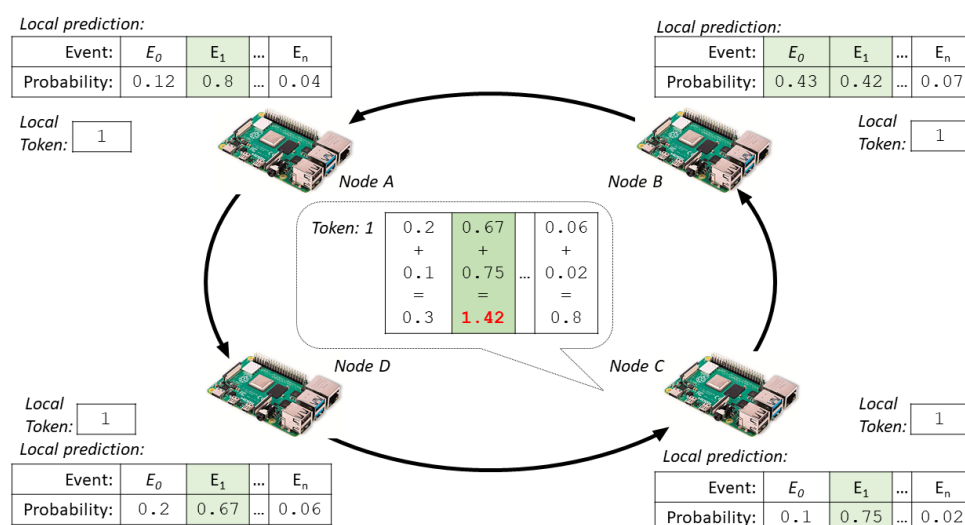 Local prediction:
Event: E0 E1 ... En
Probability: 0.12 0.8 ... 0.04
Local
Token: 1
Node A
Local prediction:
Event: E0 E1 ... En
Probability: 0.43 0.42 ... 0.07
Local
Token: 1
Node B
Token: 1 0.2 0.67 0.06
+ + +
0.1 0.75 ... 0.02
= = =
0.3 1.42 0.8
Node D
Node C
Local
Token: 1
Local prediction:
Event: E0 E1 ... En
Probability: 0.2 0.67 ... 0.06
Local
Token: 1
Local prediction:
Event: E0 E1 ... En
Probability: 0.1 0.75 ... 0.02